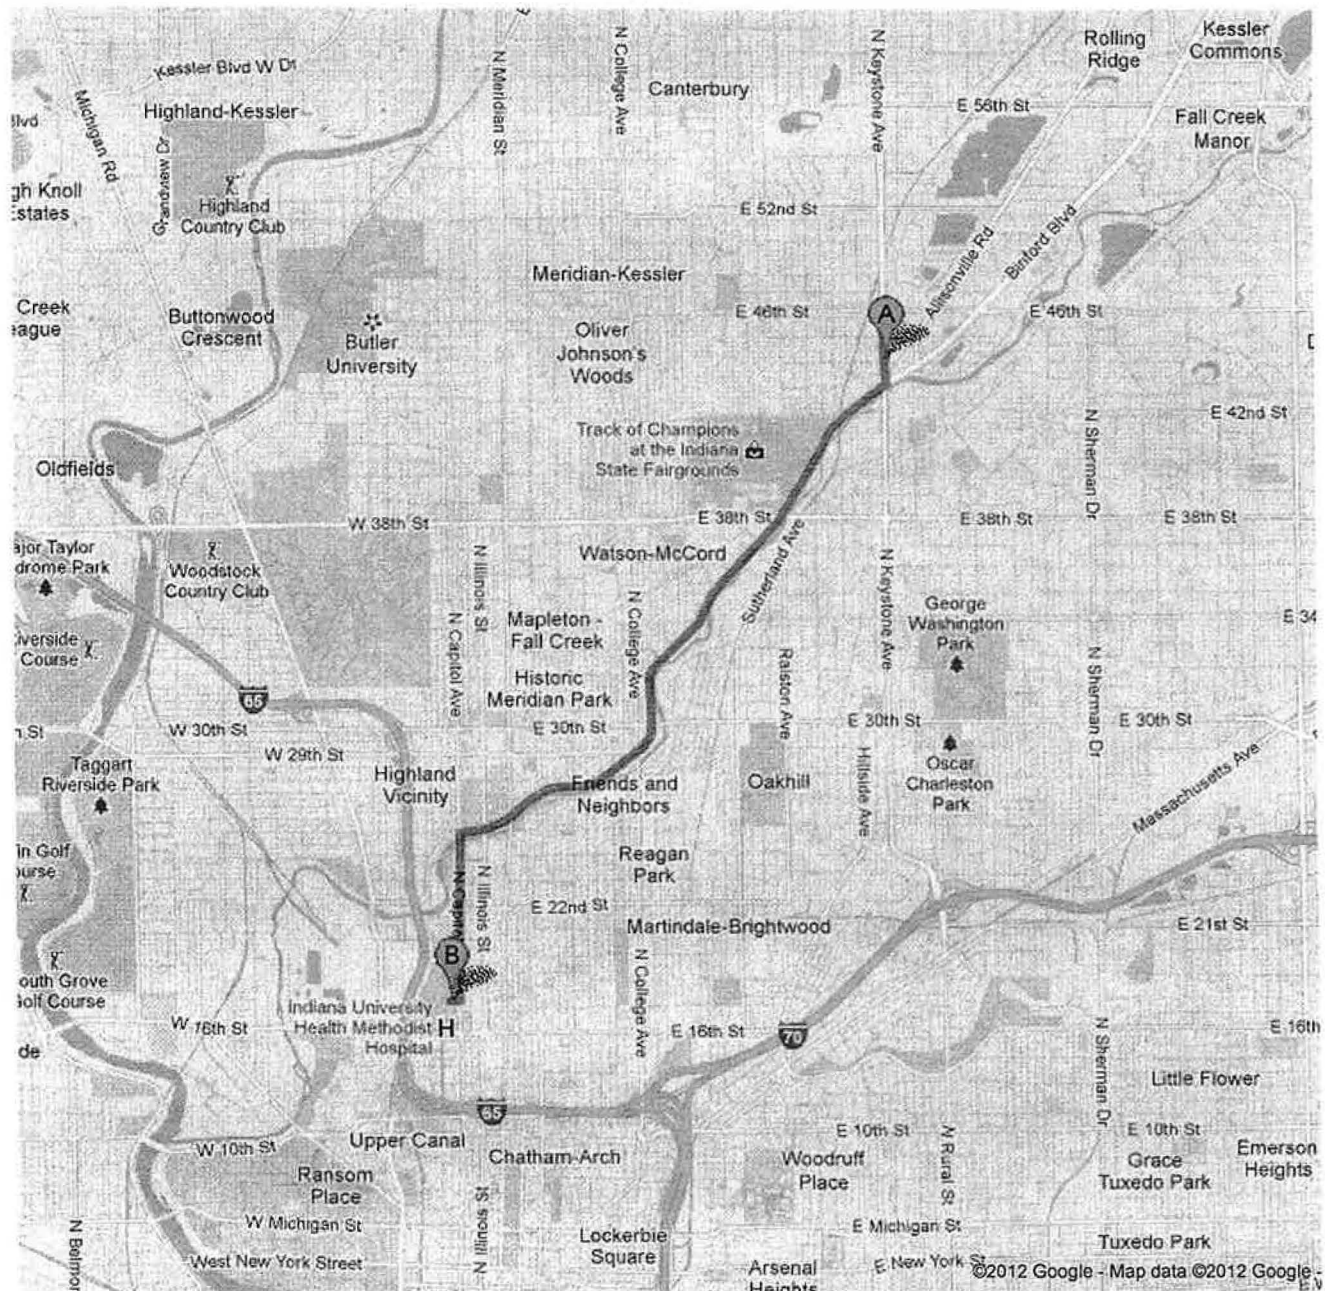 Kessler Blvd W Dr
N Meridian St
N College Ave
N Keystone Ave
Rolling
Ridge
Kessler
Commons
Canterbury
Michigan Rd
Highland-Kessler
E 56th St
Fall Creek
Manor
Grandview Dr
gh Knoll
Estates
Highland
Country Club
E 52nd St
Allisonville Rd
Binford Blvd
Meridian-Kessler
Creek
eague
Buttonwood
Crescent
Butler
University
Oliver
Johnson's
Woods
E 46th St
A
E 46th St
E 42nd St
Track of Champions
at the Indiana
State Fairgrounds
N Sherman Dr
Oldfields
W 38th St
E 38th St
E 38th St
E 38th St
ajor Taylor
drome Park
Woodstock
Country Club
N Illinois St
Watson-McCord
Sutherland Ave
N Keystone Ave
N Capitol Ave
Mapleton -
Fall Creek
N College Ave
George
Washington
Park
E 34
iverside
Course
Historic
Meridian Park
Ralston Ave
N Sherman Dr
65
W 30th St
E 30th St
E 30th St
E 30th St
n St
W 29th St
Taggart
Riverside Park
Highland
Vicinity
Friends and
Neighbors
Oakhill
Hillside Ave
Oscar
Charleston
Park
Massachusetts Ave
in Golf
ourse
Reagan
Park
N Capit
N Illinois St
E 22nd St
Martindale-Brightwood
E 21st St
B
outh Grove
Golf Course
Indiana University
Health Methodist
Hospital
H
W 16th St
N College Ave
E 16th St
70
N Sherman Dr
E 16th
de
Little Flower
65
W 10th St
Upper Canal
Chatham-Arch
E 10th St
E 10th St
Ransom
Place
Woodruff
Place
N Rural St
Grace
Tuxedo Park
Emerson
Heights
N Belmon
W Michigan St
N Illinois St
Lockerbie
Square
E Michigan St
Tuxedo Park
West New York Street
Arsenal
Heights
E New York St
©2012 Google - Map data ©2012 Google -